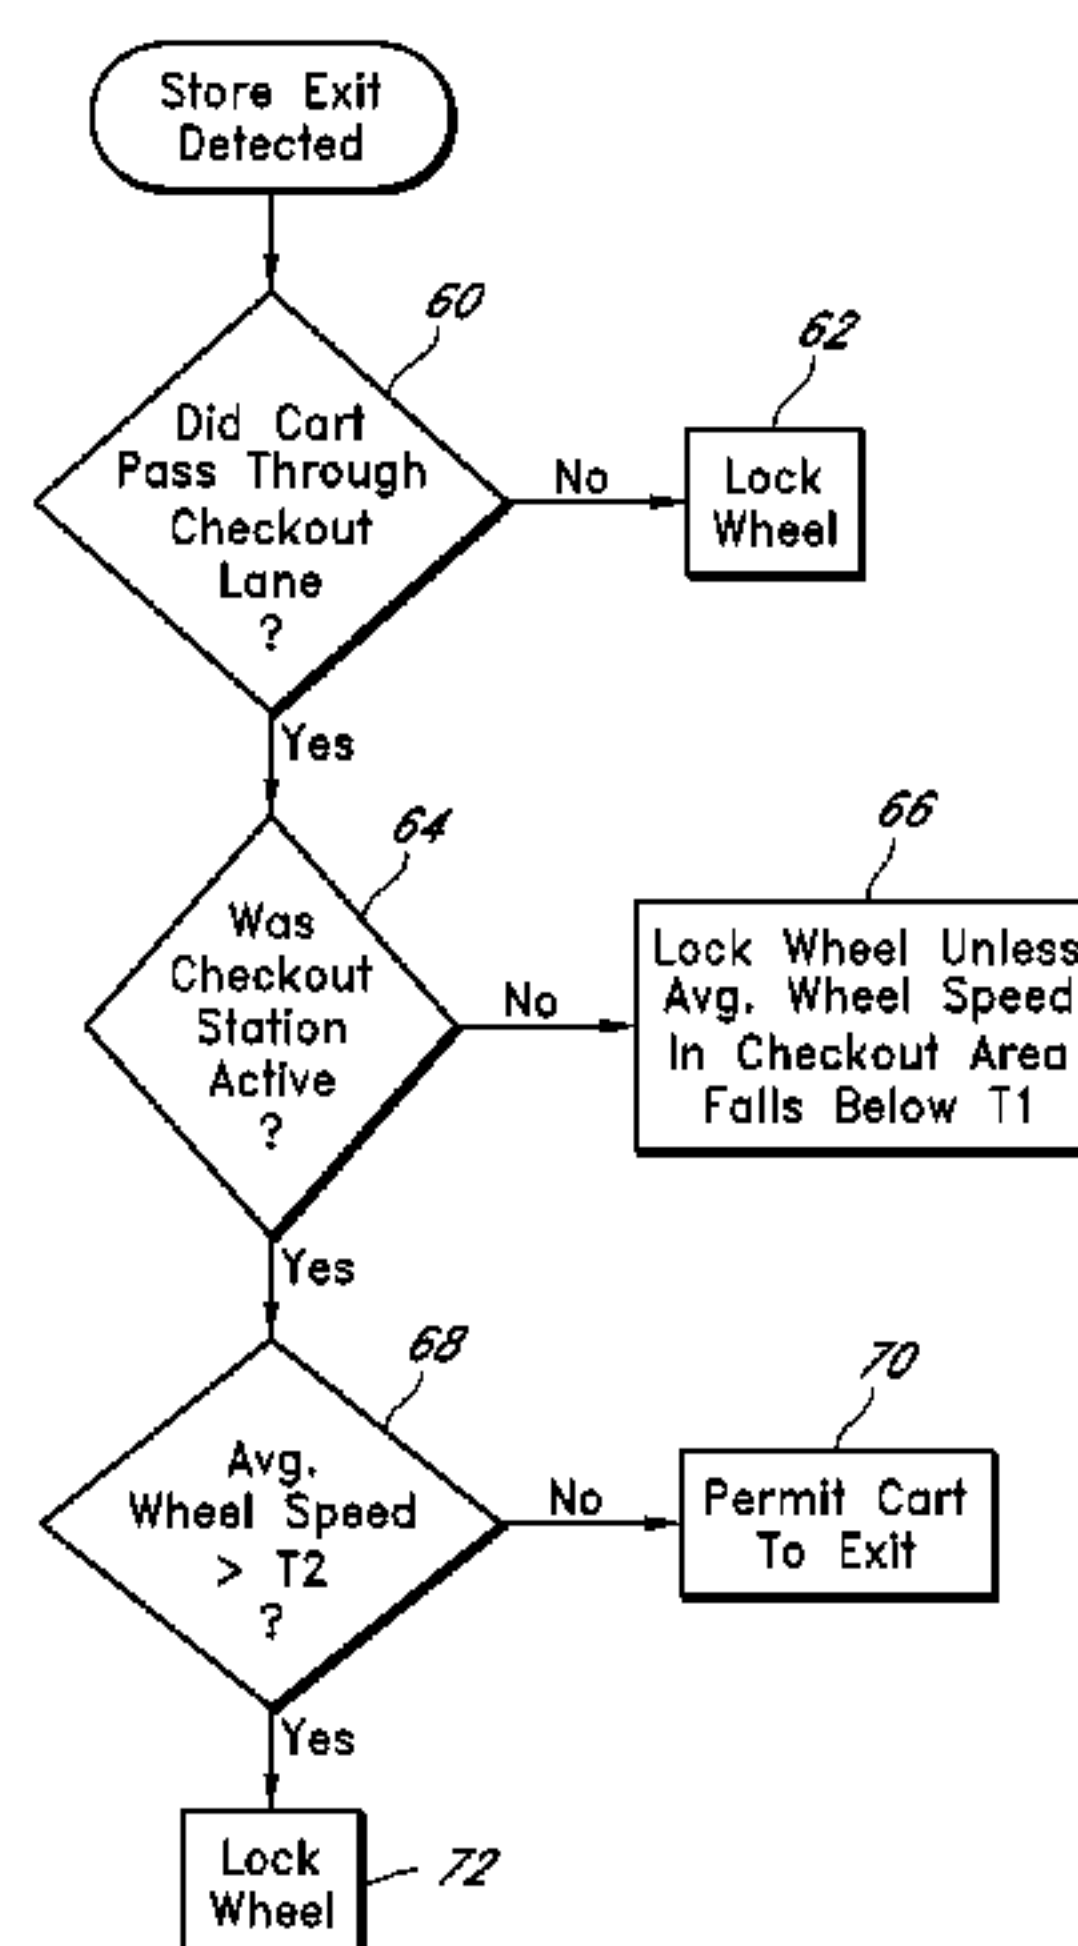 Store Exit
Detected
60
62
Did Cart
Pass Through
Checkout
Lane
?
No
Lock
Wheel
Yes
64
66
Was
Checkout
Station
Active
?
No
Lock Wheel Unless
Avg. Wheel Speed
In Checkout Area
Falls Below T1
Yes
68
70
Avg.
Wheel Speed
> T2
?
No
Permit Cart
To Exit
Yes
Lock
Wheel
72